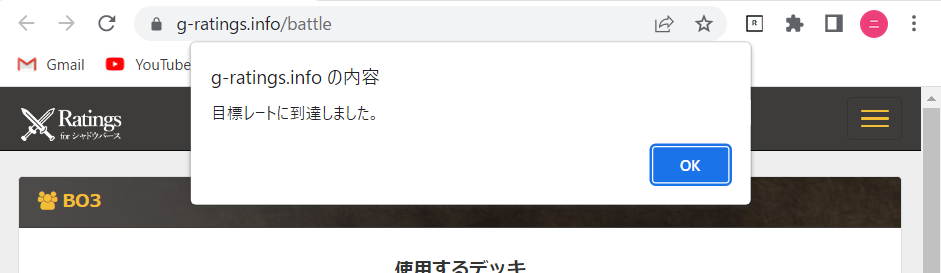 g-ratings.info/battle
R
ニ
Gmail
YouTube
g-ratings.info の内容
目標レートに到達しました。
OK
Ratings
for シャドウバース
BO3
使用するデッキ